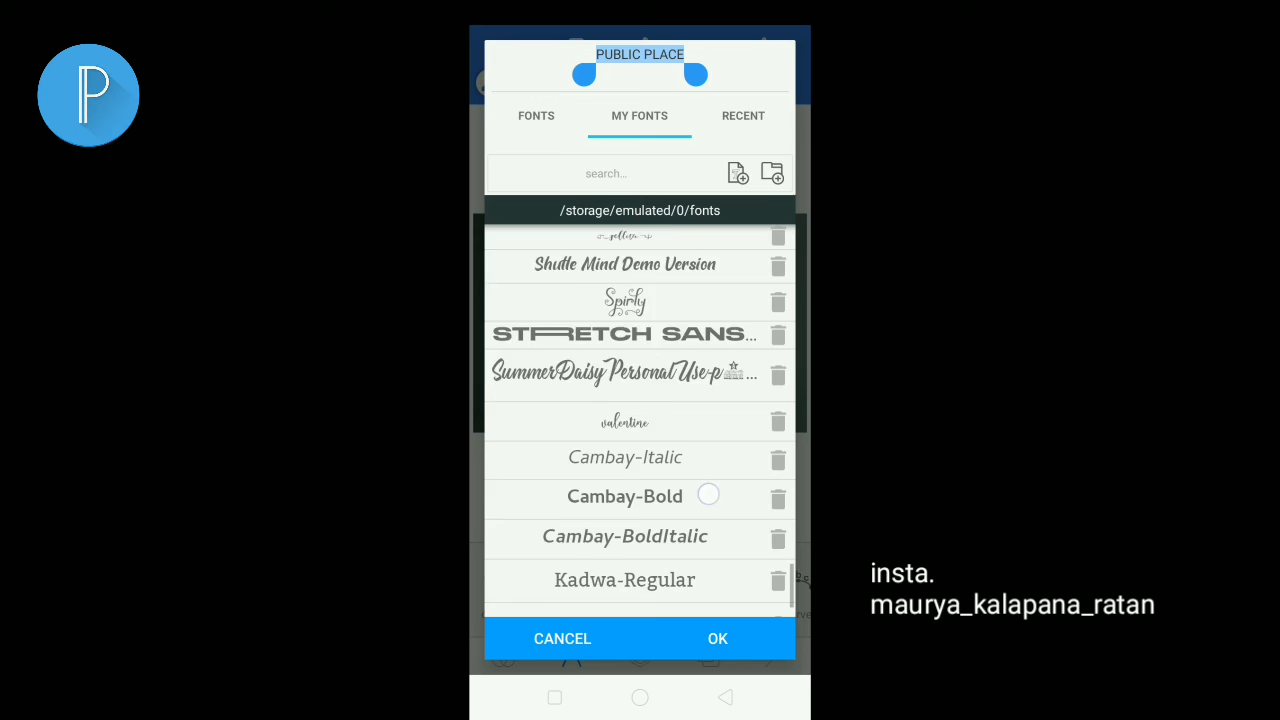 P
PUBLIC PLACE
FONTS
MY FONTS
RECENT
search...
/storage/emulated/0/fonts
Shuttle Mind Demo Version
Spirly
STRETCH SANS...
SummerDaisy Personal Use-p...
valentine
Cambay-Italic
Cambay-Bold
Cambay-BoldItalic
Kadwa-Regular
CANCEL
OK
insta.
maurya_kalapana_ratan